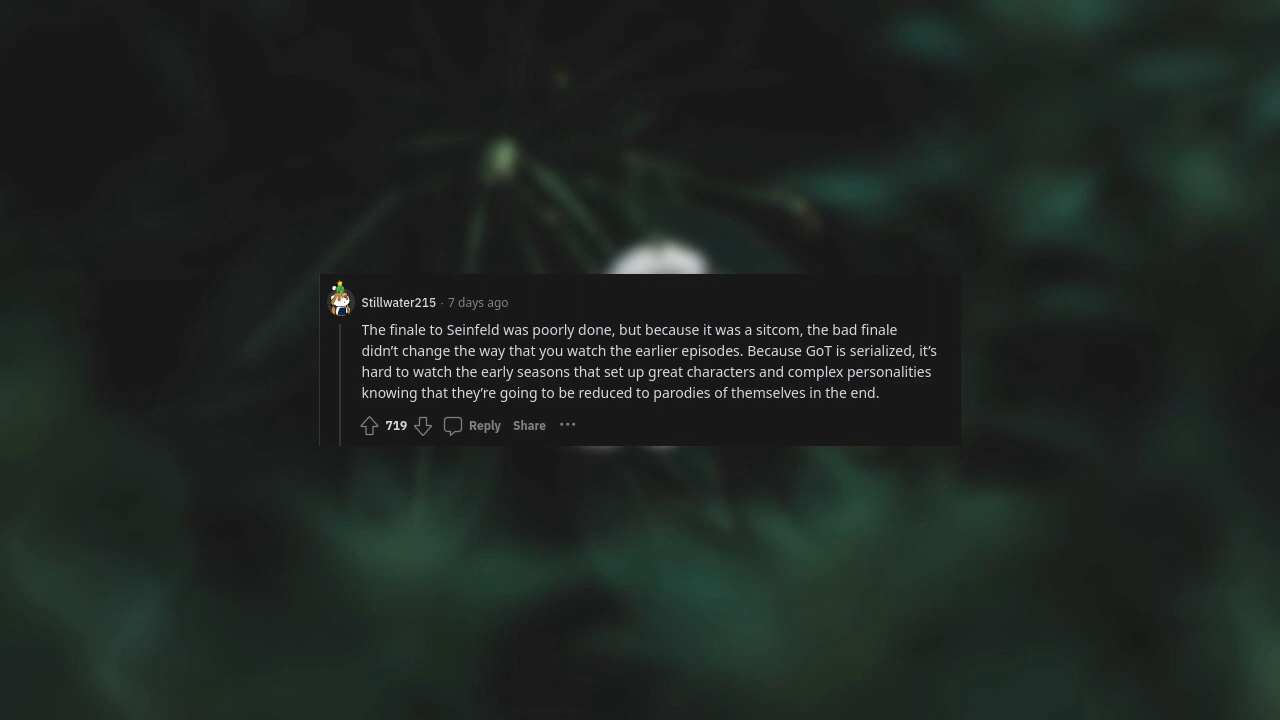 Stillwater215 · 7 days ago
The finale to Seinfeld was poorly done, but because it was a sitcom, the bad finale
didn’t change the way that you watch the earlier episodes. Because GoT is serialized, it’s
hard to watch the early seasons that set up great characters and complex personalities
knowing that they’re going to be reduced to parodies of themselves in the end.
719 Reply Share ···